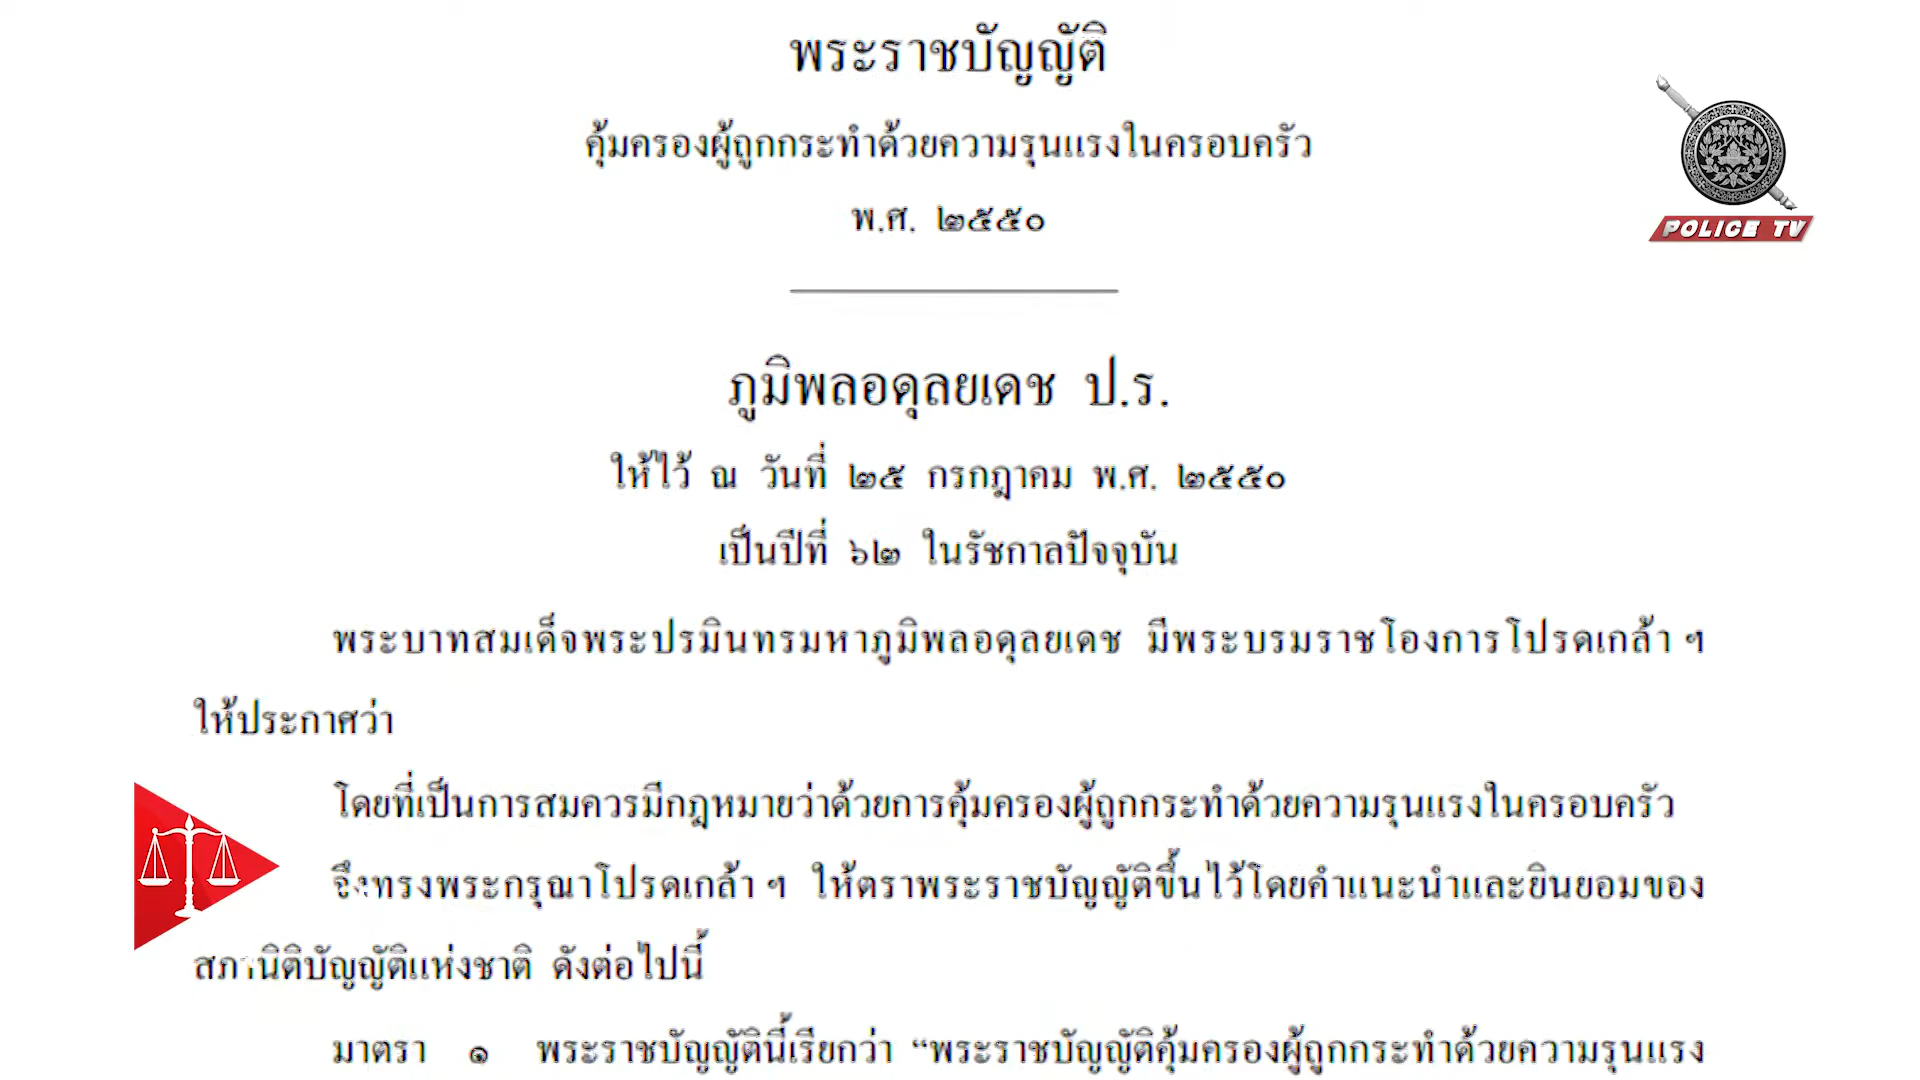 พระราชบัญญัติ
คุ้มครองผู้ถูกกระทำด้วยความรุนแรงในครอบครัว
พ.ศ. ๒๕๕๐
POLICE TV
ภูมิพลอดุลยเดช ป.ร.
ให้ไว้ ณ วันที่ ๒๕ กรกฎาคม พ.ศ. ๒๕๕๐
เป็นปีที่ ๖๒ ในรัชกาลปัจจุบัน
พระบาทสมเด็จพระปรมินทรมหาภูมิพลอดุลยเดช มีพระบรมราชโองการโปรดเกล้า ฯ
ให้ประกาศว่า
โดยที่เป็นการสมควรมีกฎหมายว่าด้วยการคุ้มครองผู้ถูกกระทำด้วยความรุนแรงในครอบครัว
จึงทรงพระกรุณาโปรดเกล้า ฯ ให้ตราพระราชบัญญัติขึ้นไว้โดยคำแนะนำและยินยอมของ
สภานิติบัญญัติแห่งชาติ ดังต่อไปนี้
มาตรา ๑ พระราชบัญญัตินี้เรียกว่า “พระราชบัญญัติคุ้มครองผู้ถูกกระทำด้วยความรุนแรง